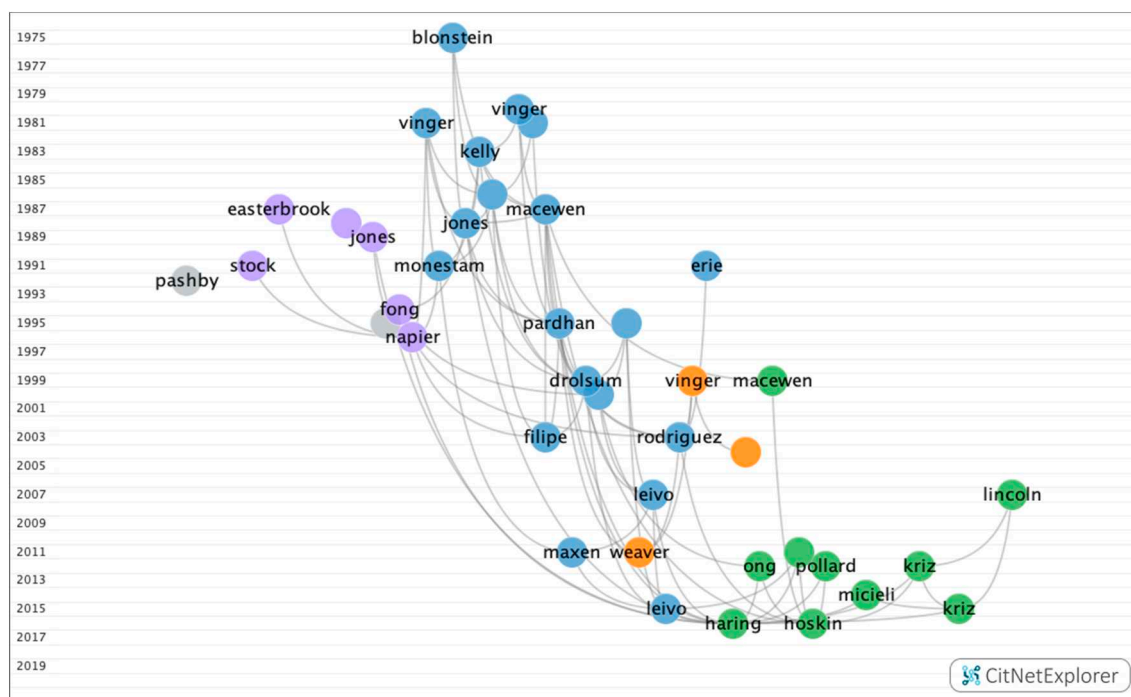 1975
blonstein
1977
1979
vinger
1981
vinger
1983
kelly
1985
1987
easterbrook
macewen
jones
1989
jones
1991
stock
monestam
erie
pashby
1993
fong
1995
pardhan
napier
1997
1999
drolsum
vinger
macewen
2001
2003
filipe
rodriguez
2005
2007
leivo
lincoln
2009
2011
maxen
weaver
ong
pollard
kriz
2013
micieli
2015
leivo
kriz
haring
hoskin
2017
2019
CitNetExplorer